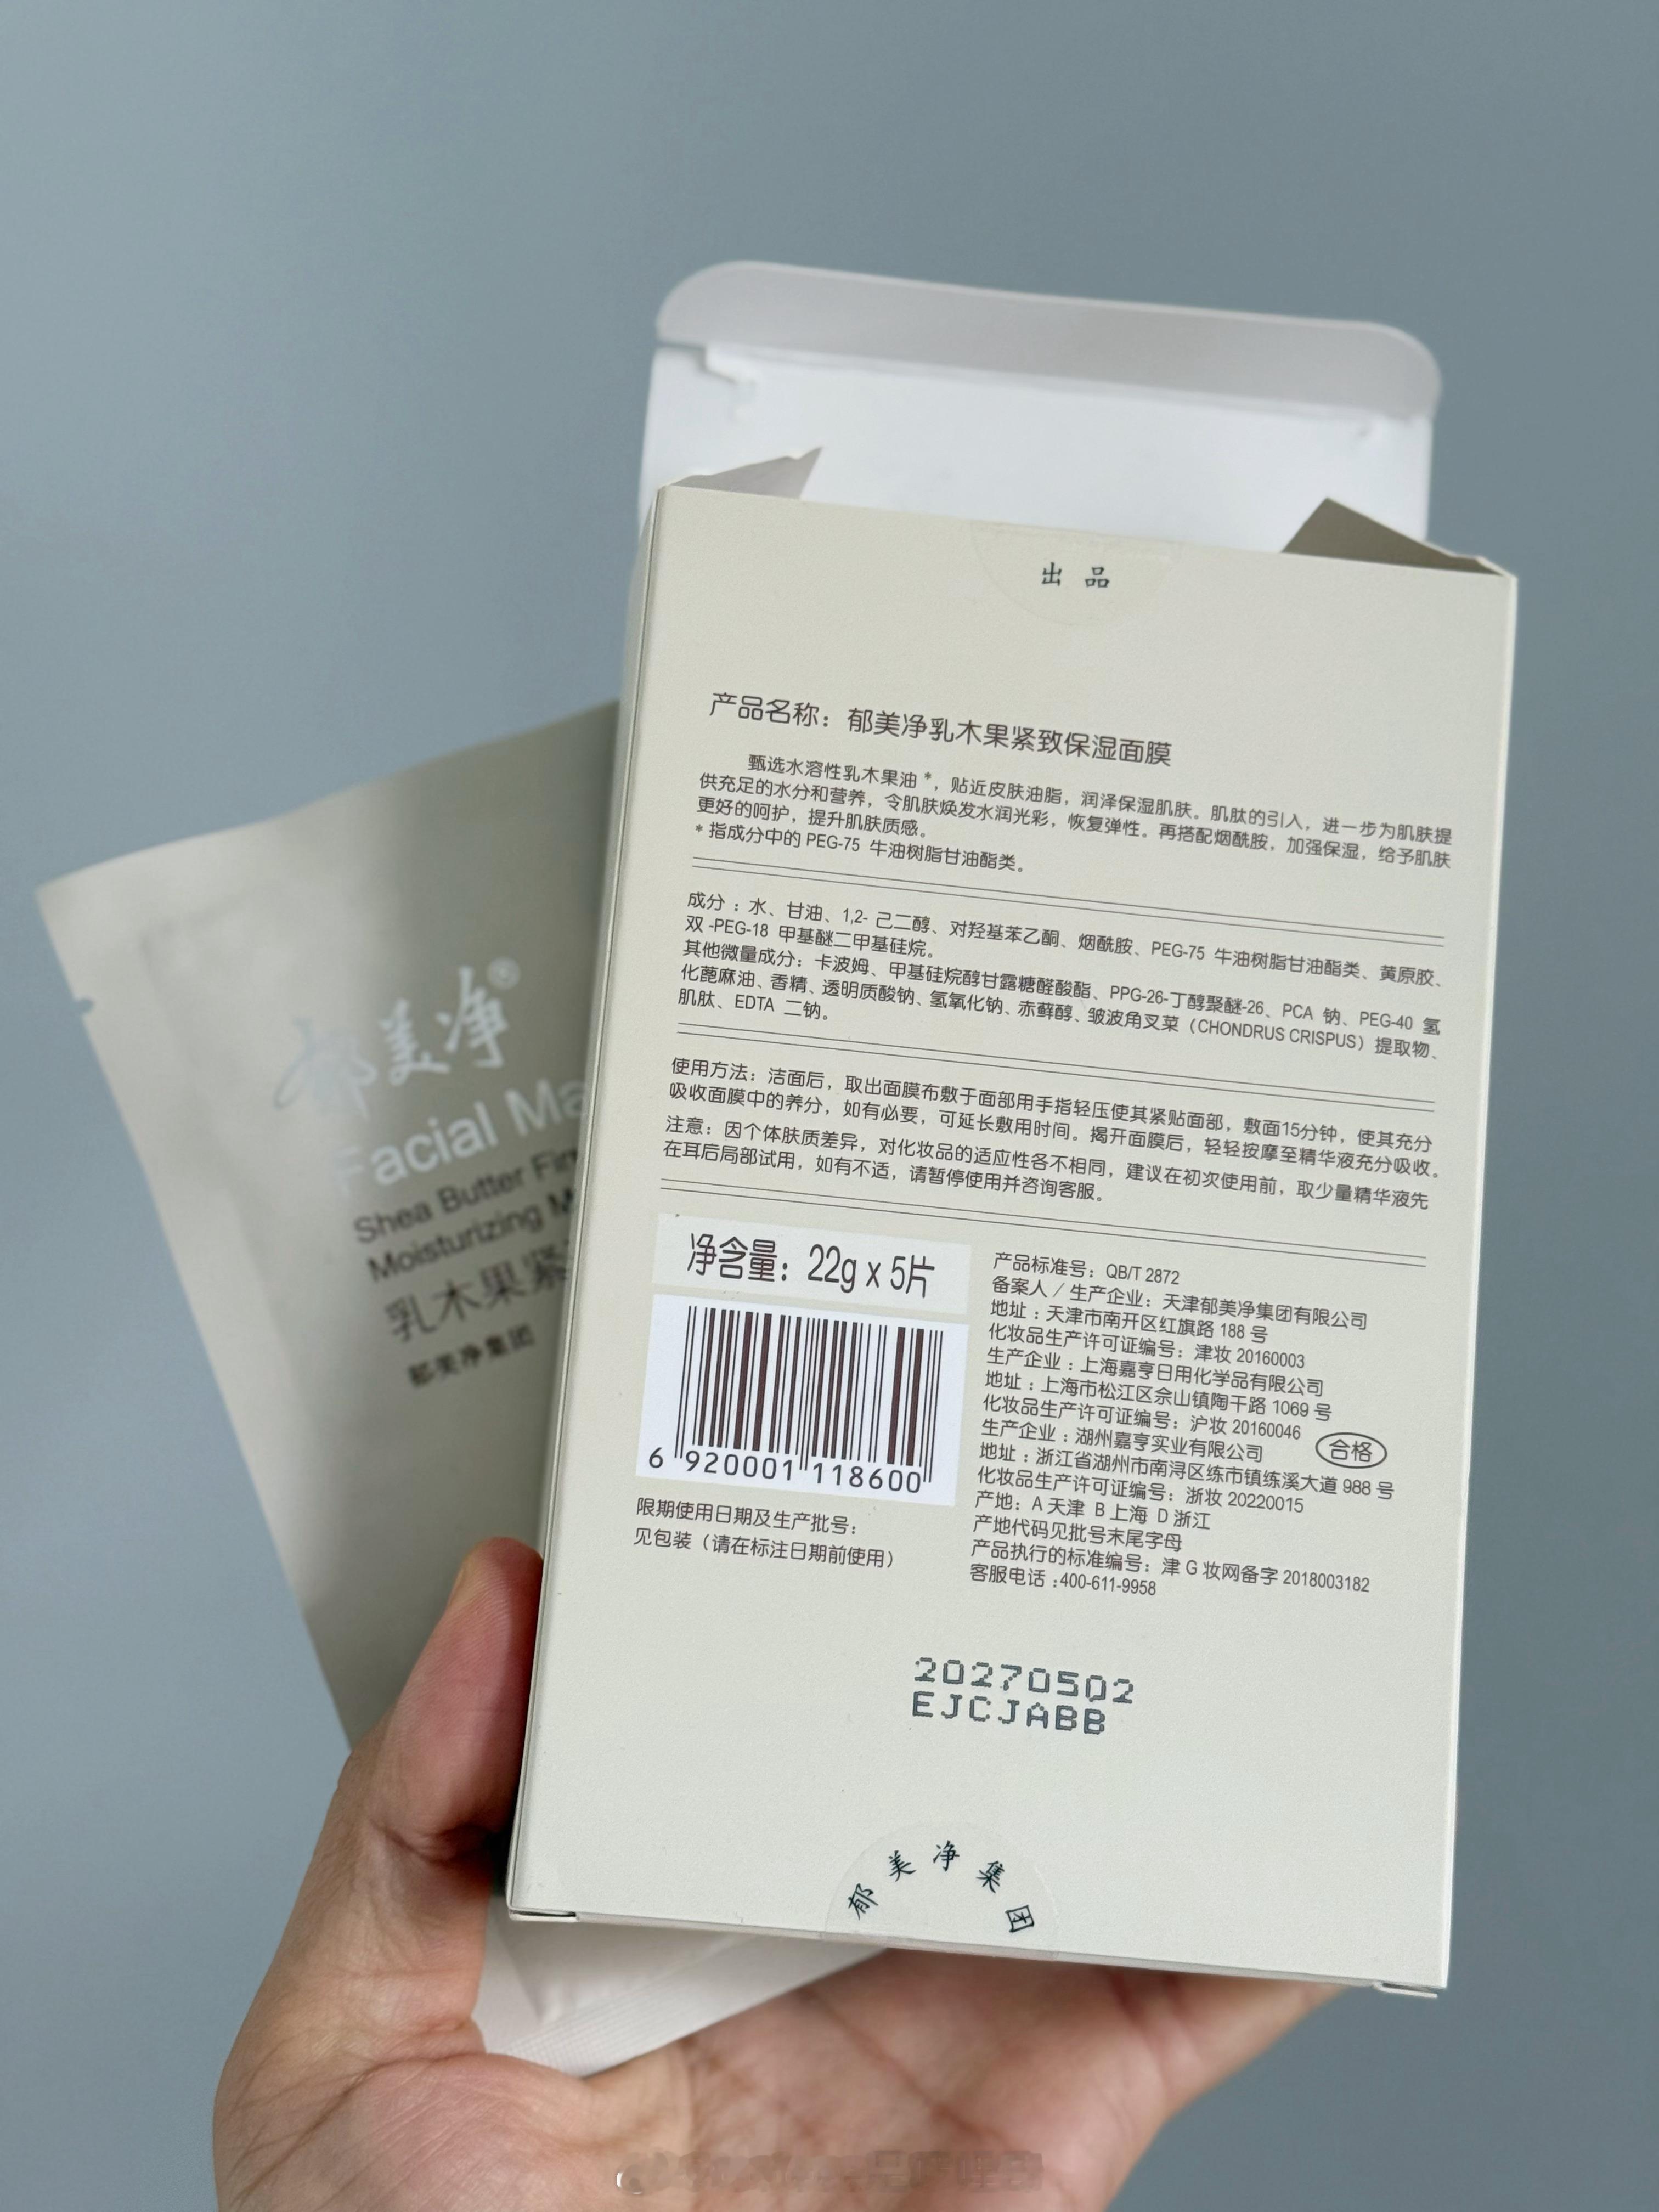 出品
产品名称：郁美净乳木果紧致保湿面膜
甄选水溶性乳木果油*，贴近皮肤油脂，润泽保湿肌肤。肌肽的引入，进一步为肌肤提
供充足的水分和营养，令肌肤焕发水润光彩，恢复弹性。再搭配烟酰胺，加强保湿，给予肌肤
更好的呵护，提升肌肤质感。
*指成分中的 PEG-75 牛油树脂甘油酯类。
成分：水、甘油、1,2-己二醇、对羟基苯乙酮、烟酰胺、PEG-75 牛油树脂甘油酯类、黄原胶、
双-PEG-18 甲基醚二甲基硅烷。
其他微量成分：卡波姆、甲基硅烷醇甘露糖醛酸酯、PPG-26-丁醇聚醚-26、PCA 钠、PEG-40 氢
化蓖麻油、香精、透明质酸钠、氢氧化钠、赤藓醇、皱波角叉菜（CHONDRUS CRISPUS）提取物、
肌肽、EDTA 二钠。
使用方法：洁面后，取出面膜布敷于面部用手指轻压使其紧贴面部，敷面15分钟，使其充分
吸收面膜中的养分，如有必要，可延长敷用时间。揭开面膜后，轻轻按摩至精华液充分吸收。
注意：因个体肤质差异，对化妆品的适应性各不相同，建议在初次使用前，取少量精华液先
在耳后局部试用，如有不适，请暂停使用并咨询客服。
净含量：22g x 5片
6 920001 118600
限期使用日期及生产批号：
见包装（请在标注日期前使用）
产品标准号：QB/T 2872
备案人/生产企业：天津郁美净集团有限公司
地址：天津市南开区红旗路 188 号
化妆品生产许可证编号：津妆 20160003
生产企业：上海嘉亨日用化学品有限公司
地址：上海市松江区佘山镇陶干路 1069 号
化妆品生产许可证编号：沪妆 20160046
生产企业：湖州嘉亨实业有限公司
合格
地址：浙江省湖州市南浔区练市镇练溪大道 988 号
化妆品生产许可证编号：浙妆 20220015
产地：A 天津 B 上海 D 浙江
产地代码见批号末尾字母
产品执行的标准编号：津 G 妆网备字 2018003182
客服电话：400-611-9958
20270502
EJCJABB
郁美净集团
郁美净®
Facial Ma
Shea Butter Fir
Moisturizing M
乳木果紧
郁美净集团